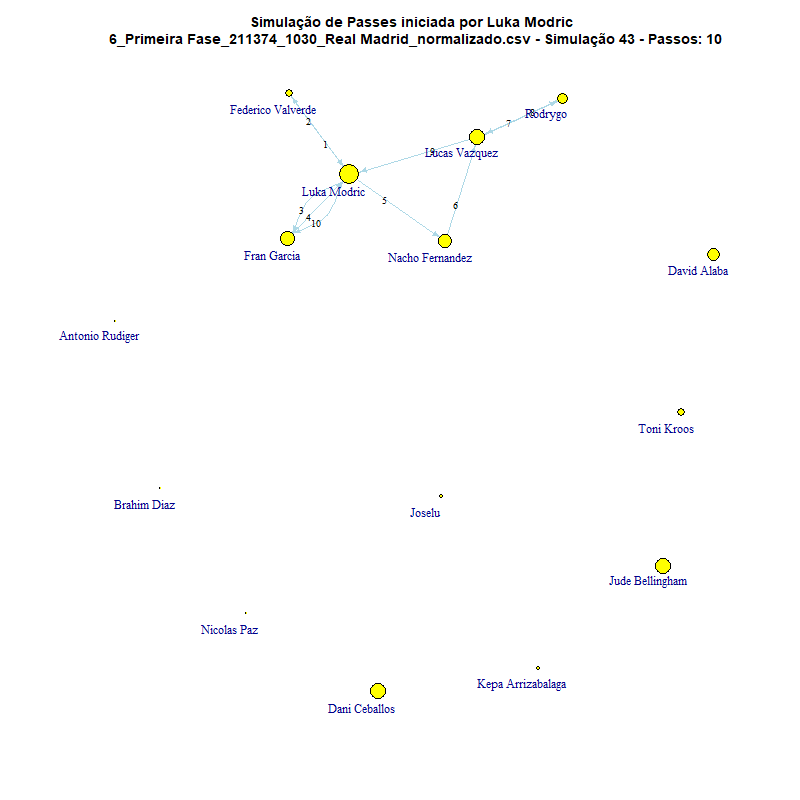 Simulação de Passes iniciada por Luka Modric
6_Primeira Fase_211374_1030_Real Madrid_normalizado.csv - Simulação 43 - Passos: 10
Federico Valverde
Rodrygo
8
7
2
1
Lucas Vazquez
9
Luka Modric
5
6
3
4
10
Fran Garcia
Nacho Fernandez
David Alaba
Antonio Rudiger
Toni Kroos
Brahim Diaz
Joselu
Jude Bellingham
Nicolas Paz
Kepa Arrizabalaga
Dani Ceballos